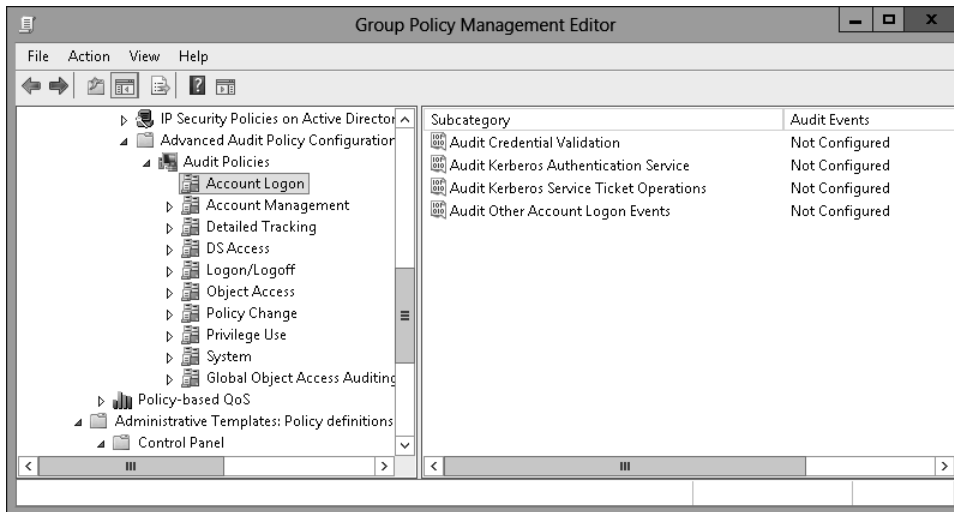 Group Policy Management Editor
File Action View Help
IP Security Policies on Active Director
Advanced Audit Policy Configuration
Audit Policies
Account Logon
Account Management
Detailed Tracking
DS Access
Logon/Logoff
Object Access
Policy Change
Privilege Use
System
Global Object Access Auditing
Policy-based QoS
Administrative Templates: Policy definitions
Control Panel
Subcategory Audit Events
Audit Credential Validation Not Configured
Audit Kerberos Authentication Service Not Configured
Audit Kerberos Service Ticket Operations Not Configured
Audit Other Account Logon Events Not Configured